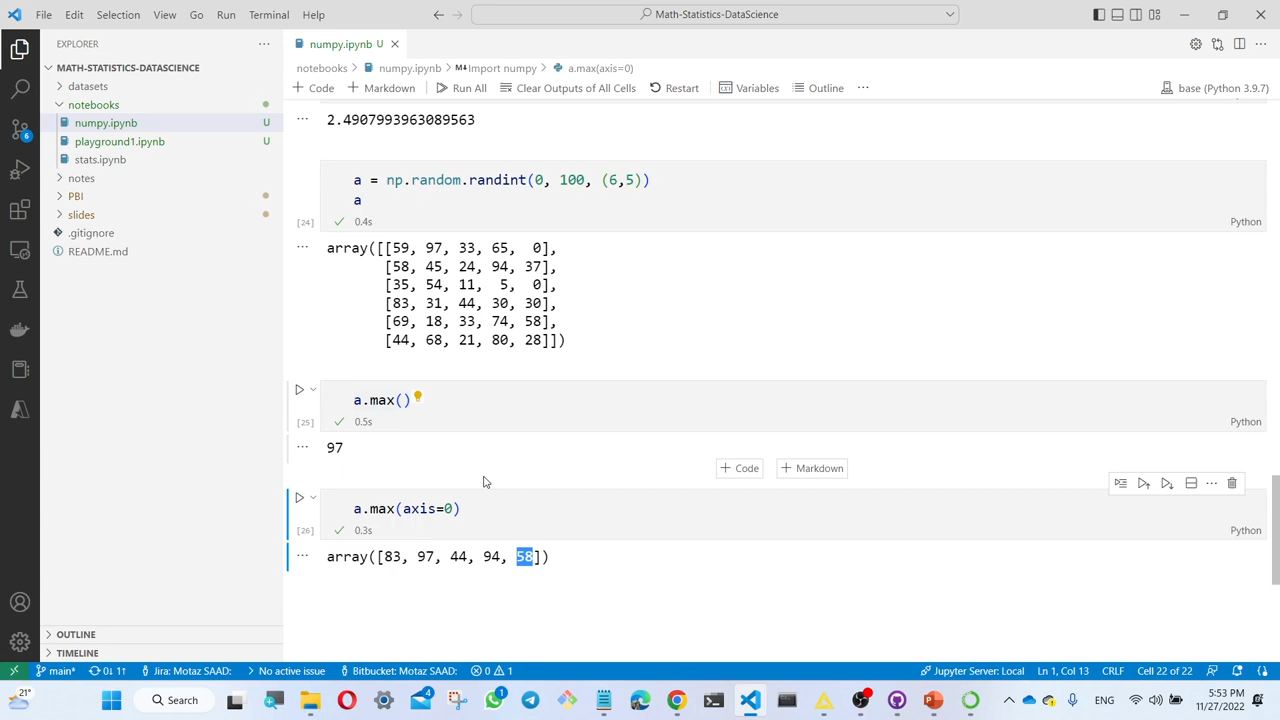 File Edit Selection View Go Run Terminal Help
Math-Statistics-DataScience
EXPLORER
MATH-STATISTICS-DATASCIENCE
datasets
notebooks
numpy.ipynb U
playground1.ipynb U
stats.ipynb
notes
PBI
slides
.gitignore
README.md
OUTLINE
TIMELINE
numpy.ipynb U
notebooks > numpy.ipynb > Import numpy > a.max(axis=0)
+ Code + Markdown Run All Clear Outputs of All Cells Restart Variables Outline ...
base (Python 3.9.7)
2.4907993963089563
a = np.random.randint(0, 100, (6,5))
a
[24] 0.4s Python
array([[59, 97, 33, 65,  0],
[58, 45, 24, 94, 37],
[35, 54, 11,  5,  0],
[83, 31, 44, 30, 30],
[69, 18, 33, 74, 58],
[44, 68, 21, 80, 28]])
a.max()
[25] 0.5s Python
97
+ Code + Markdown
a.max(axis=0)
[26] 0.3s Python
array([83, 97, 44, 94, 58])
main* 0↓ 1↑ Jira: Motaz SAAD: No active issue Bitbucket: Motaz SAAD: 0 1 Jupyter Server: Local Ln 1, Col 13 CRLF Cell 22 of 22
6
21° Search 4 1 ENG 5:53 PM
11/27/2022